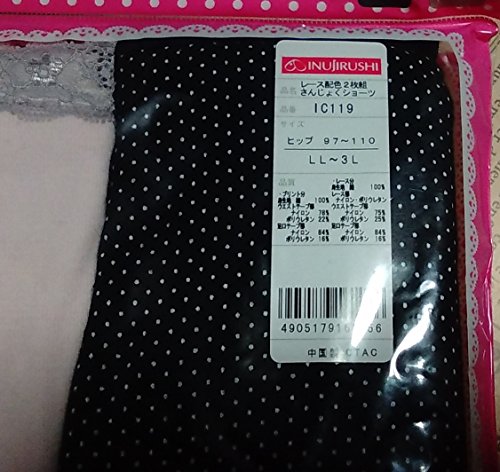 INUJIRUSHI
品名 レース配色2枚組
さんじょくショーツ
品番 IC119
サイズ
ヒップ 97～110
LL～3L
品質
・プリント分
身生地 綿 100%
ウエストテープ部
ナイロン 78%
ポリウレタン 22%
足口テープ部
ナイロン 84%
ポリウレタン 16%
・レース分
身生地 綿 100%
レース部
ナイロン・ポリウレタン
ウエストテープ部
ナイロン 75%
ポリウレタン 25%
足口テープ部
ナイロン 84%
ポリウレタン 16%
中国製 CTAC